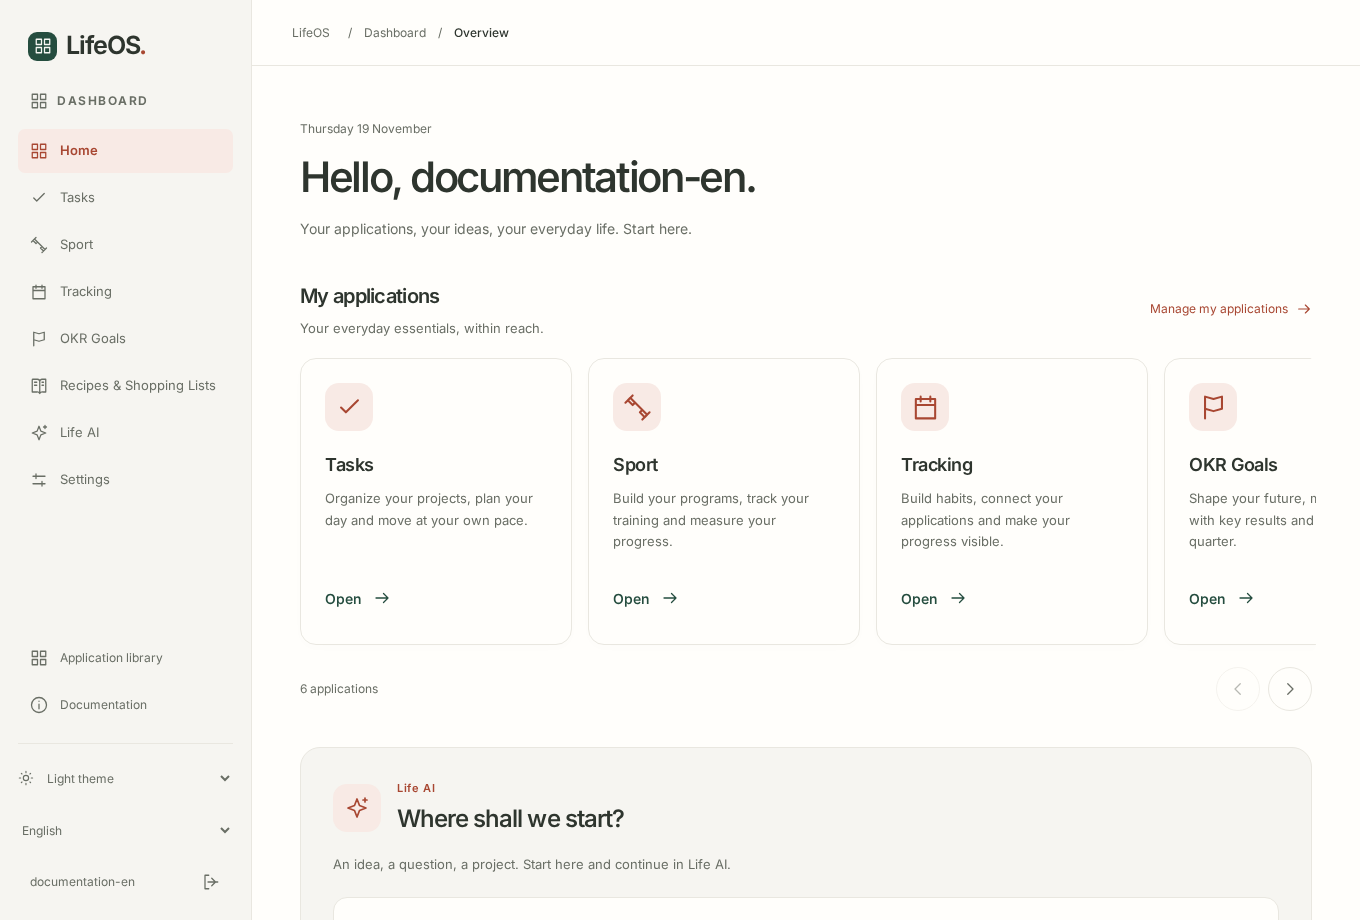 LifeOS.
DASHBOARD
Home
Tasks
Sport
Tracking
OKR Goals
Recipes & Shopping Lists
Life AI
Settings
Application library
Documentation
Light theme
English
documentation-en
LifeOS / Dashboard / Overview
Thursday 19 November
Hello, documentation-en.
Your applications, your ideas, your everyday life. Start here.
My applications
Your everyday essentials, within reach.
Manage my applications
Tasks
Organize your projects, plan your
day and move at your own pace.
Open
Sport
Build your programs, track your
training and measure your
progress.
Open
Tracking
Build habits, connect your
applications and make your
progress visible.
Open
OKR Goals
Shape your future,
with key results and
quarter.
Open
6 applications
Life AI
Where shall we start?
An idea, a question, a project. Start here and continue in Life AI.